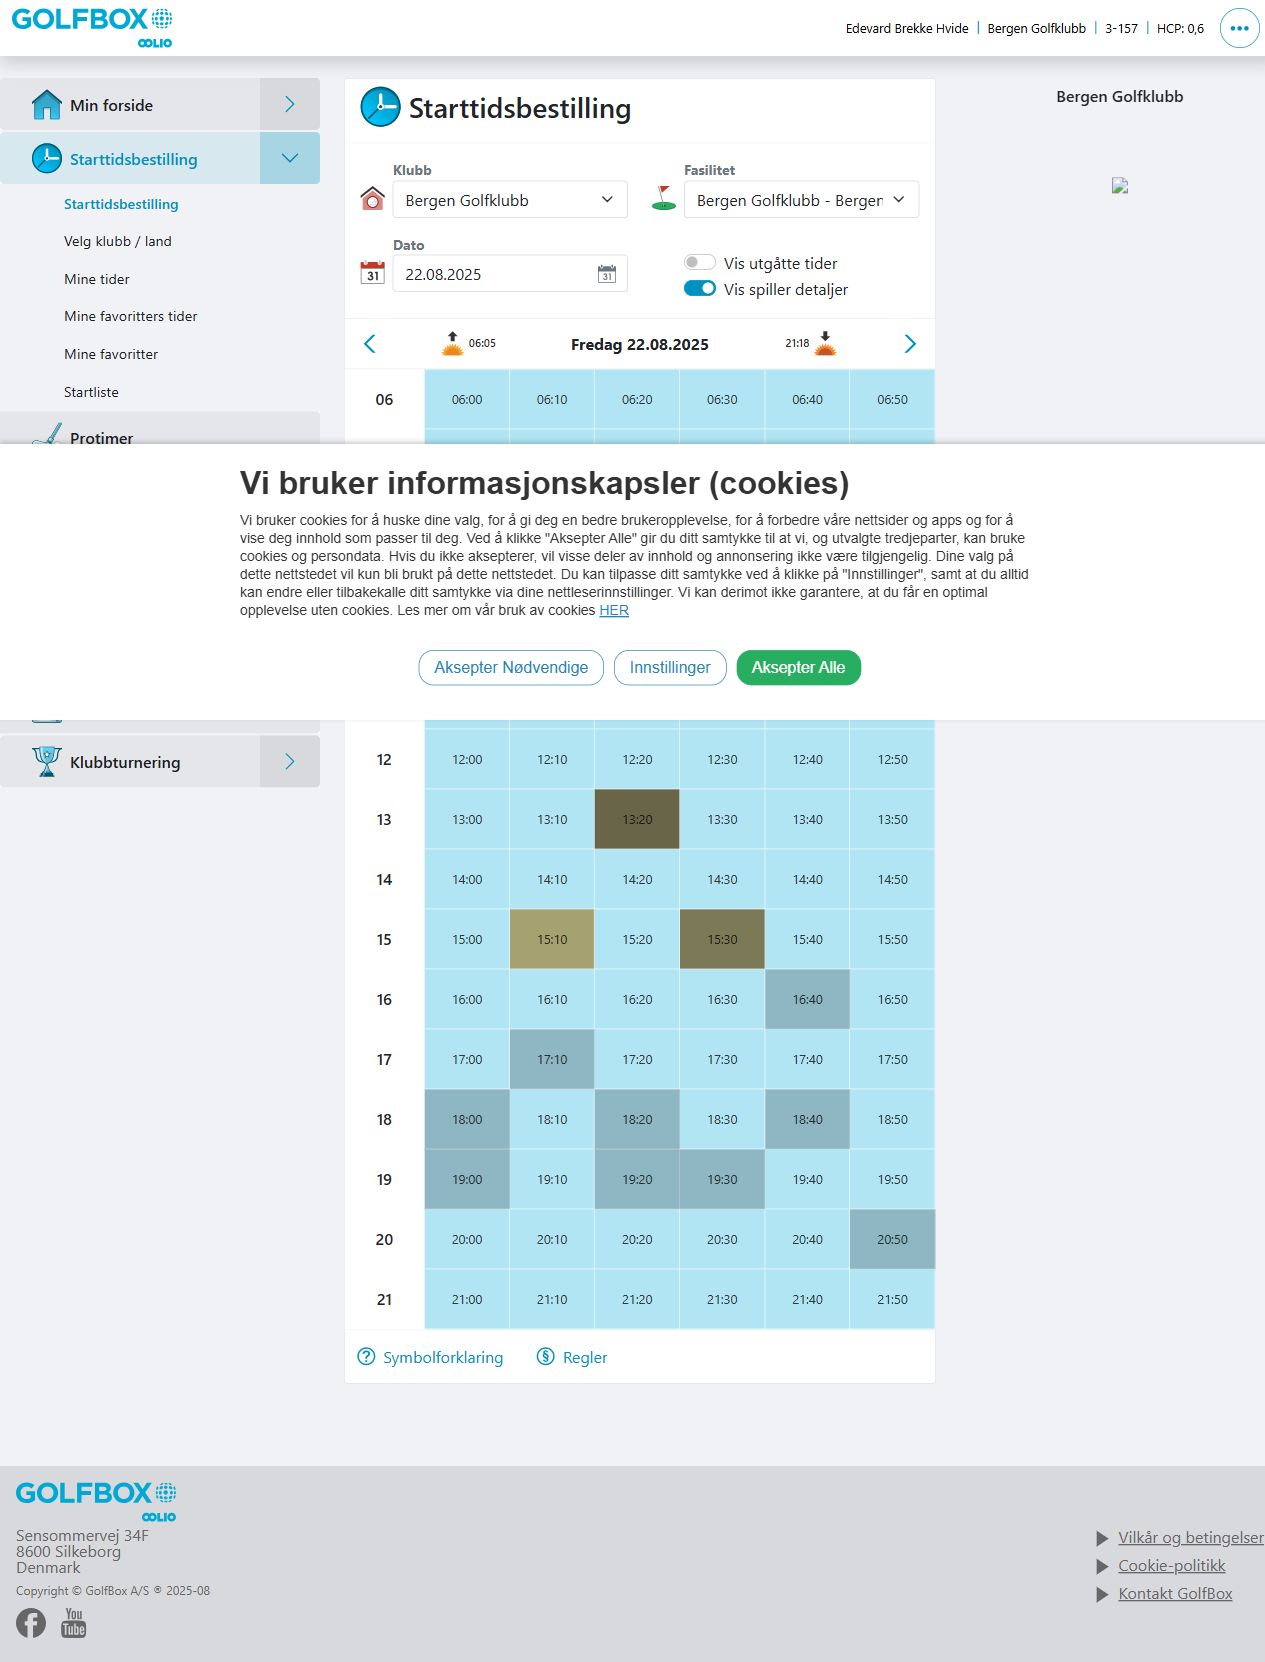 GOLFBOX
OOLIO
Edevard Brekke Hvide | Bergen Golfklubb | 3-157 | HCP: 0,6
Min forside
Starttidsbestilling
Starttidsbestilling
Velg klubb / land
Mine tider
Mine favoritters tider
Mine favoritter
Startliste
Protimer
Klubbturnering
Starttidsbestilling
Klubb
Fasilitet
Bergen Golfklubb
Bergen Golfklubb - Bergen
Dato
31 22.08.2025 31
Vis utgåtte tider
Vis spiller detaljer
06:05 Fredag 22.08.2025 21:18
06 06:00 06:10 06:20 06:30 06:40 06:50
Vi bruker informasjonskapsler (cookies)
Vi bruker cookies for å huske dine valg, for å gi deg en bedre brukeropplevelse, for å forbedre våre nettsider og apps og for å
vise deg innhold som passer til deg. Ved å klikke "Aksepter Alle" gir du ditt samtykke til at vi, og utvalgte tredjeparter, kan bruke
cookies og persondata. Hvis du ikke aksepterer, vil visse deler av innhold og annonsering ikke være tilgjengelig. Dine valg på
dette nettstedet vil kun bli brukt på dette nettstedet. Du kan tilpasse ditt samtykke ved å klikke på "Innstillinger", samt at du alltid
kan endre eller tilbakekalle ditt samtykke via dine nettleserinnstillinger. Vi kan derimot ikke garantere, at du får en optimal
opplevelse uten cookies. Les mer om vår bruk av cookies HER
Aksepter Nødvendige
Innstillinger
Aksepter Alle
12 12:00 12:10 12:20 12:30 12:40 12:50
13 13:00 13:10 13:20 13:30 13:40 13:50
14 14:00 14:10 14:20 14:30 14:40 14:50
15 15:00 15:10 15:20 15:30 15:40 15:50
16 16:00 16:10 16:20 16:30 16:40 16:50
17 17:00 17:10 17:20 17:30 17:40 17:50
18 18:00 18:10 18:20 18:30 18:40 18:50
19 19:00 19:10 19:20 19:30 19:40 19:50
20 20:00 20:10 20:20 20:30 20:40 20:50
21 21:00 21:10 21:20 21:30 21:40 21:50
Symbolforklaring
Regler
Bergen Golfklubb
GOLFBOX
OOLIO
Sensommervej 34F
8600 Silkeborg
Denmark
Copyright © GolfBox A/S ® 2025-08
You
Tube
Vilkår og betingelser
Cookie-politikk
Kontakt GolfBox